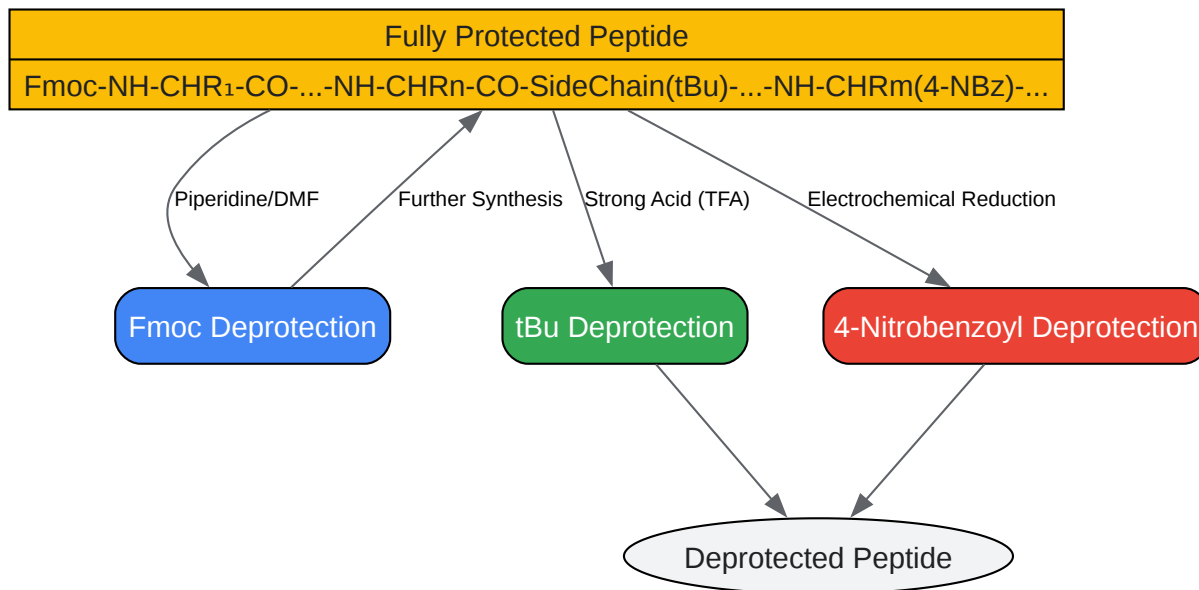 Fully Protected Peptide
Fmoc-NH-CHR₁-CO-...-NH-CHRn-CO-SideChain(tBu)-...-NH-CHRm(4-NBz)-...
Piperidine/DMF
Further Synthesis
Strong Acid (TFA)
Electrochemical Reduction
Fmoc Deprotection
tBu Deprotection
4-Nitrobenzoyl Deprotection
Deprotected Peptide